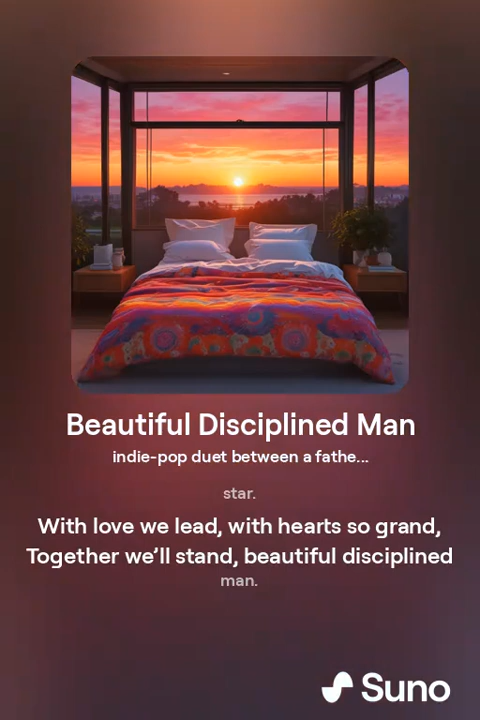 Beautiful Disciplined Man
indie-pop duet between a fathe...
star.
With love we lead, with hearts so grand,
Together we’ll stand, beautiful disciplined
man.
Suno